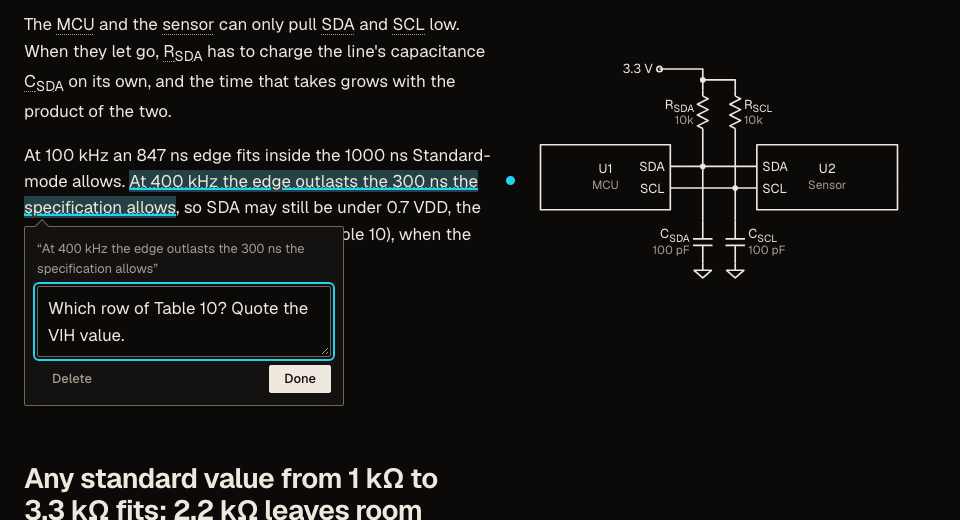 The MCU and the sensor can only pull SDA and SCL low.
When they let go, RSDA has to charge the line's capacitance
CSDA on its own, and the time that takes grows with the
product of the two.
At 100 kHz an 847 ns edge fits inside the 1000 ns Standard-
mode allows. At 400 kHz the edge outlasts the 300 ns the
specification allows, so SDA may still be under 0.7 VDD, the
ble 10), when the
“At 400 kHz the edge outlasts the 300 ns the
specification allows”
Which row of Table 10? Quote the
VIH value.
Delete
Done
3.3 V
RSDA
10k
RSCL
10k
U1
MCU
SDA
SCL
SDA
SCL
U2
Sensor
CSDA
100 pF
CSCL
100 pF
Any standard value from 1 kΩ to
3.3 kΩ fits; 2.2 kΩ leaves room